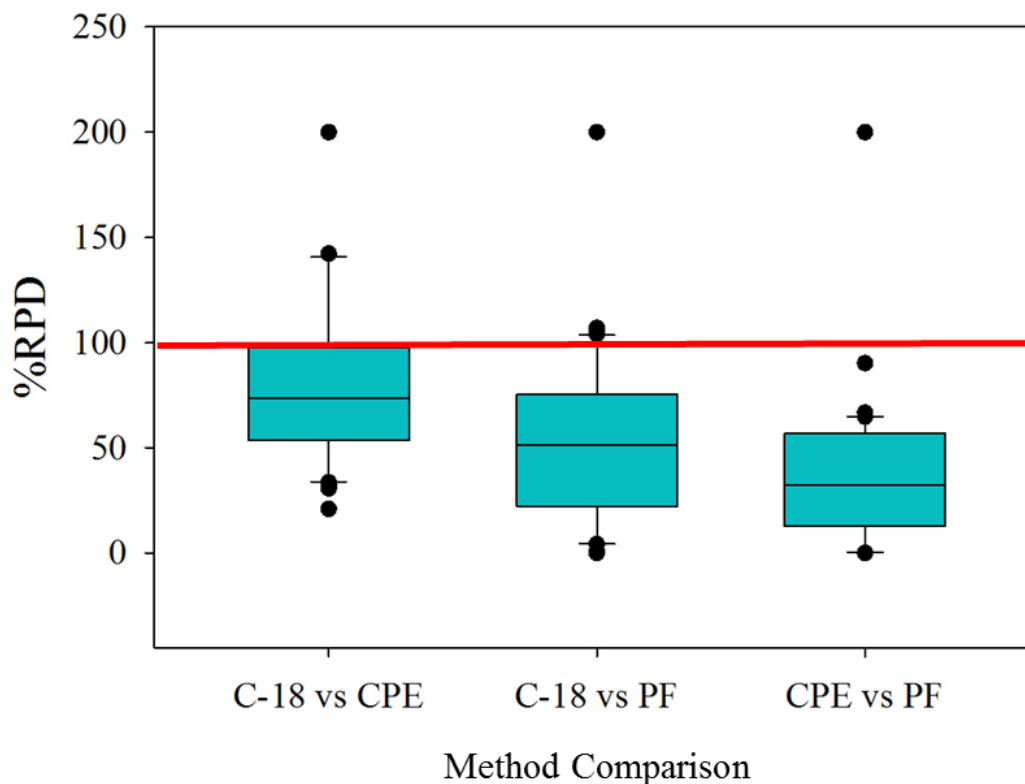 250
200
150
100
50
0
%RPD
C-18 vs CPE
C-18 vs PF
CPE vs PF
Method Comparison